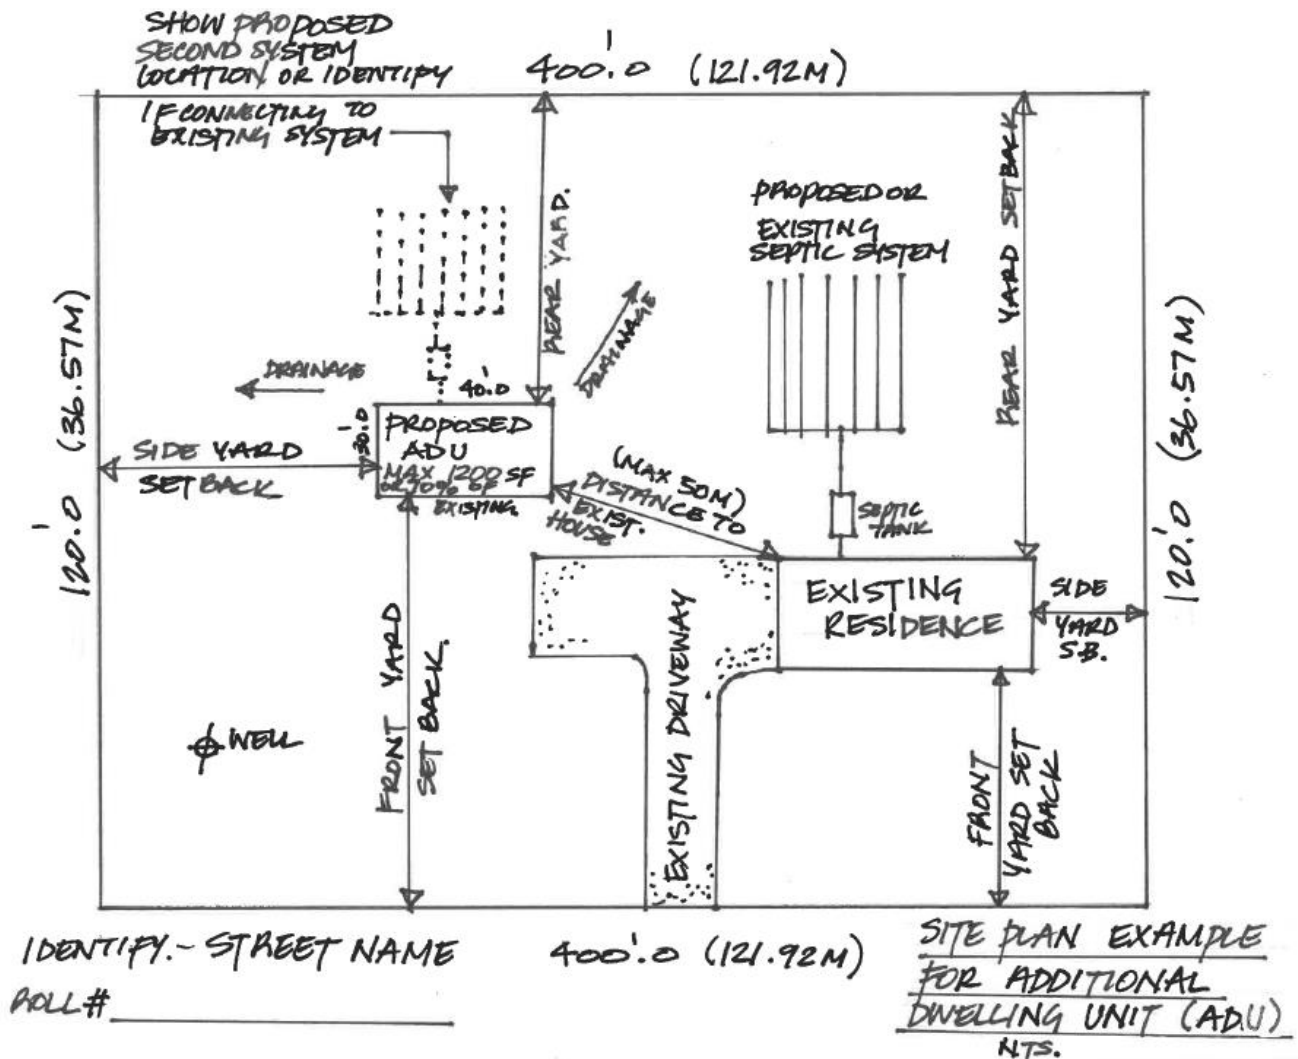 SHOW PROPOSED
SECOND SYSTEM
LOCATION OR IDENTIFY
IF CONNECTING TO
EXISTING SYSTEM
400'.0 (121.92M)
REAR YARD.
REAR YARD SETBACK
PROPOSED OR
EXISTING
SEPTIC SYSTEM
DRAINAGE
DRAINAGE
120'.0 (36.57M)
120'.0 (36.57M)
40'.0
30'.0
PROPOSED
ADU
MAX 1200 SF
OR 70% OF
EXISTING.
SIDE YARD
SETBACK
(MAX 50M)
DISTANCE TO
EXIST.
HOUSE
SEPTIC
TANK
EXISTING
RESIDENCE
SIDE
YARD
S.B.
EXISTING DRIVEWAY
FRONT YARD
SET BACK.
WELL
FRONT
YARD SET
BACK
IDENTIFY.- STREET NAME
ROLL#
400'.0 (121.92M)
SITE PLAN EXAMPLE
FOR ADDITIONAL
DWELLING UNIT (ADU)
NTS.